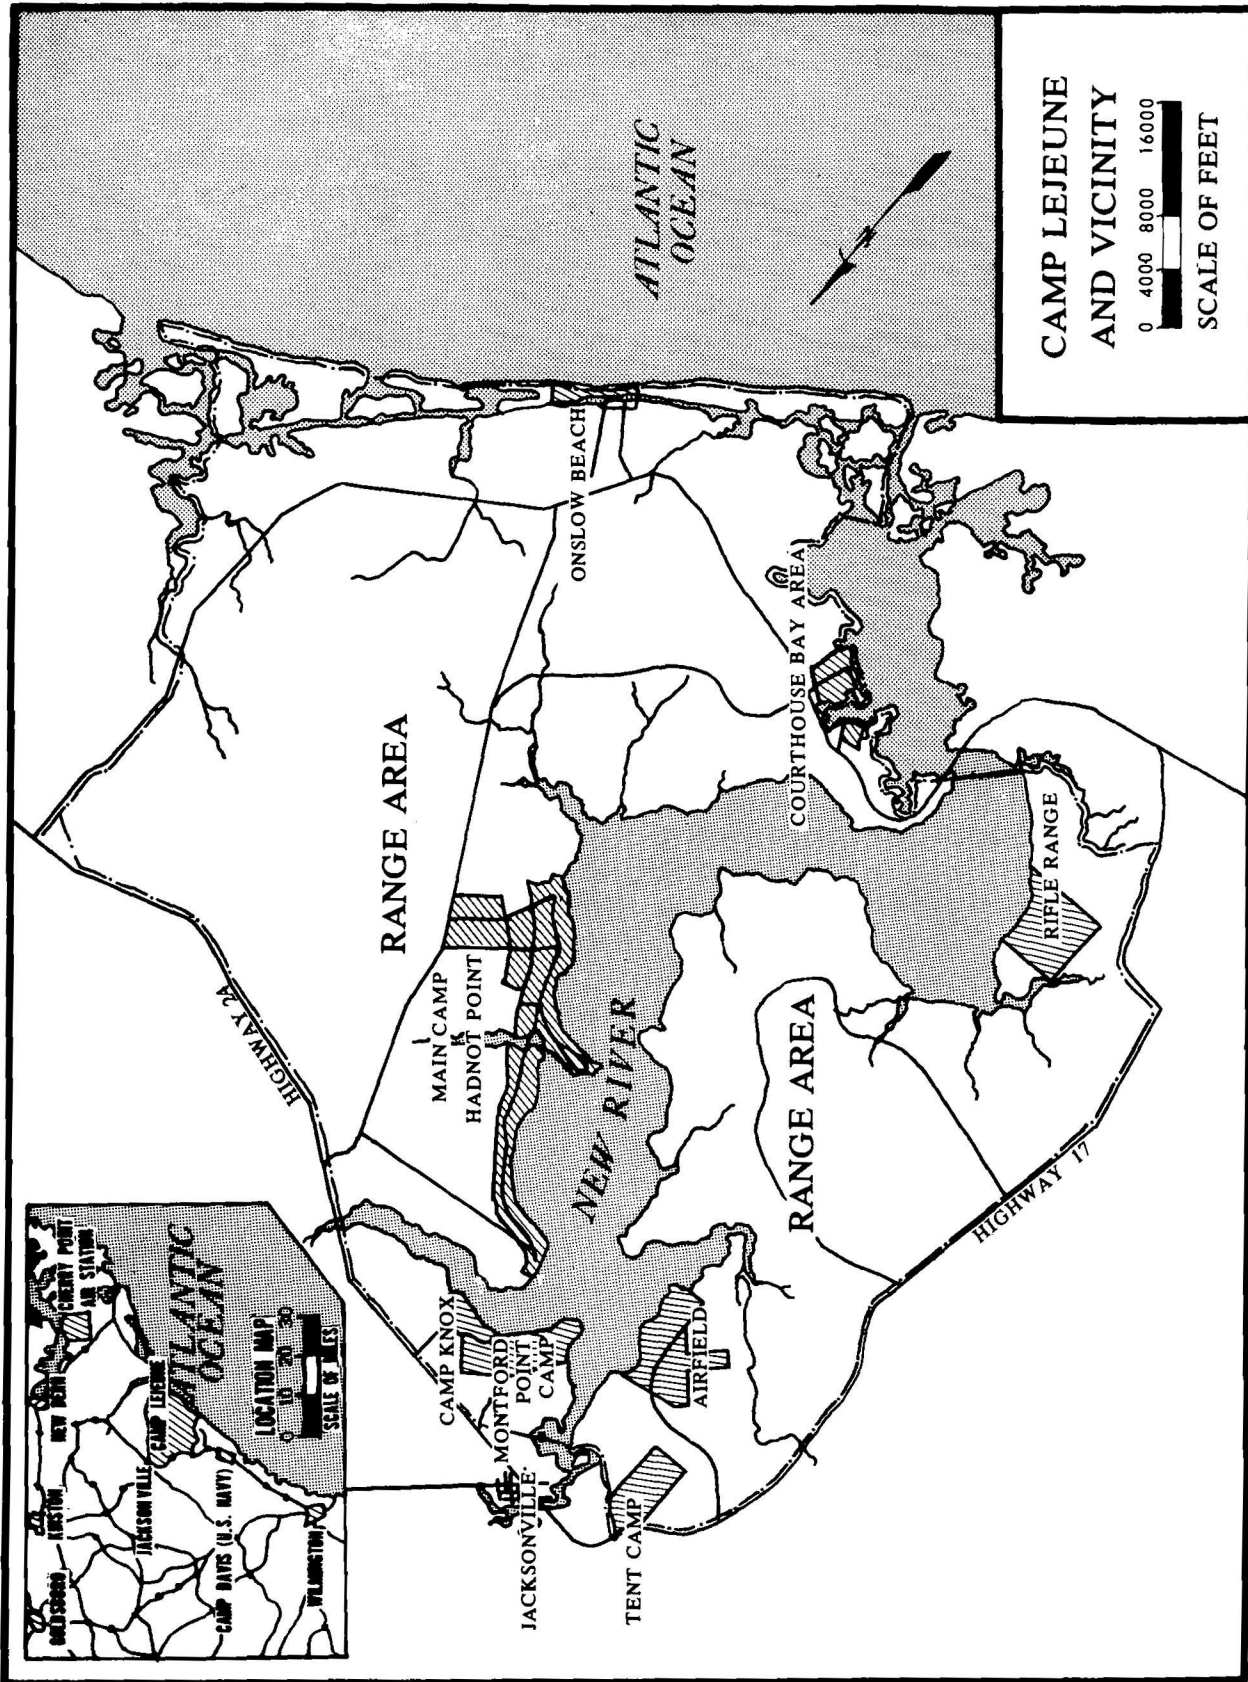 CAMP LEJEUNE
AND VICINITY
0 4000 8000 16000
SCALE OF FEET
ATLANTIC
OCEAN
N
ONSLOW BEACH
COURTHOUSE BAY AREA
RANGE AREA
RIFLE RANGE
MAIN CAMP
HADNOT POINT
HIGHWAY 24
NEW RIVER
RANGE AREA
HIGHWAY 17
CAMP KNOX
MONTFORD
POINT
CAMP
AIRFIELD
JACKSONVILLE
TENT CAMP
GOLDSBORO
KINSTON
NEW BERN
CHERRY POINT
AIR STATION
JACKSONVILLE
CAMP LEJEUNE
CAMP DAVIS (U.S. NAVY)
WILMINGTON
ATLANTIC
OCEAN
LOCATION MAP
0 10 20 30
SCALE OF MILES